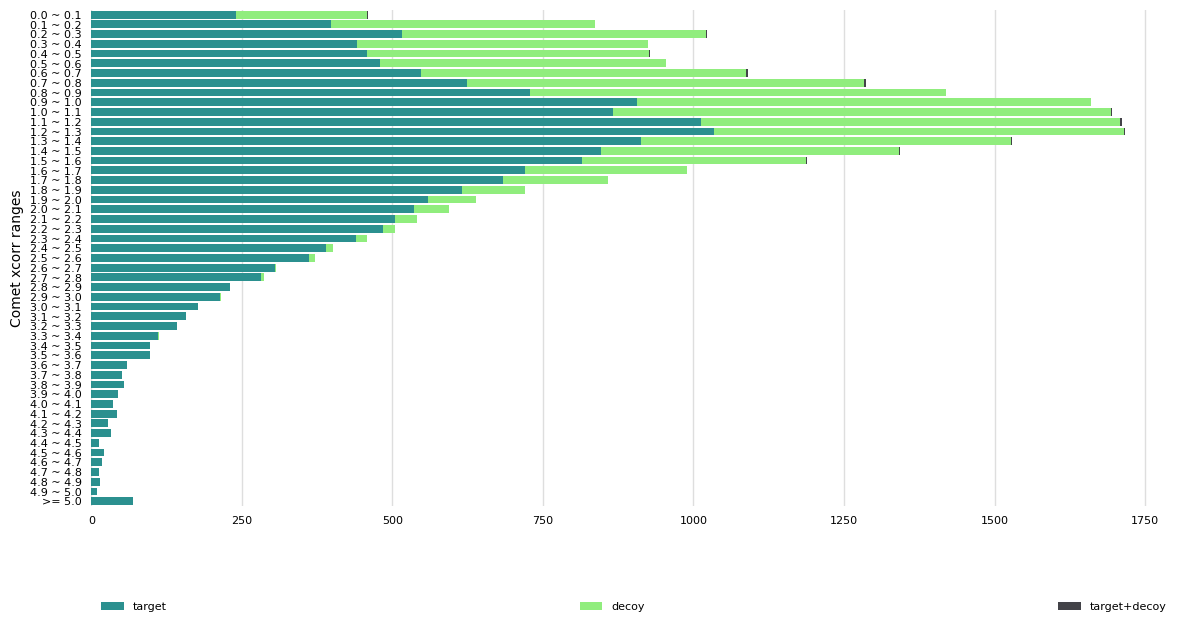 Comet xcorr ranges
0.0 ~ 0.1
0.1 ~ 0.2
0.2 ~ 0.3
0.3 ~ 0.4
0.4 ~ 0.5
0.5 ~ 0.6
0.6 ~ 0.7
0.7 ~ 0.8
0.8 ~ 0.9
0.9 ~ 1.0
1.0 ~ 1.1
1.1 ~ 1.2
1.2 ~ 1.3
1.3 ~ 1.4
1.4 ~ 1.5
1.5 ~ 1.6
1.6 ~ 1.7
1.7 ~ 1.8
1.8 ~ 1.9
1.9 ~ 2.0
2.0 ~ 2.1
2.1 ~ 2.2
2.2 ~ 2.3
2.3 ~ 2.4
2.4 ~ 2.5
2.5 ~ 2.6
2.6 ~ 2.7
2.7 ~ 2.8
2.8 ~ 2.9
2.9 ~ 3.0
3.0 ~ 3.1
3.1 ~ 3.2
3.2 ~ 3.3
3.3 ~ 3.4
3.4 ~ 3.5
3.5 ~ 3.6
3.6 ~ 3.7
3.7 ~ 3.8
3.8 ~ 3.9
3.9 ~ 4.0
4.0 ~ 4.1
4.1 ~ 4.2
4.2 ~ 4.3
4.3 ~ 4.4
4.4 ~ 4.5
4.5 ~ 4.6
4.6 ~ 4.7
4.7 ~ 4.8
4.8 ~ 4.9
4.9 ~ 5.0
>= 5.0
0 250 500 750 1000 1250 1500 1750
target decoy target+decoy